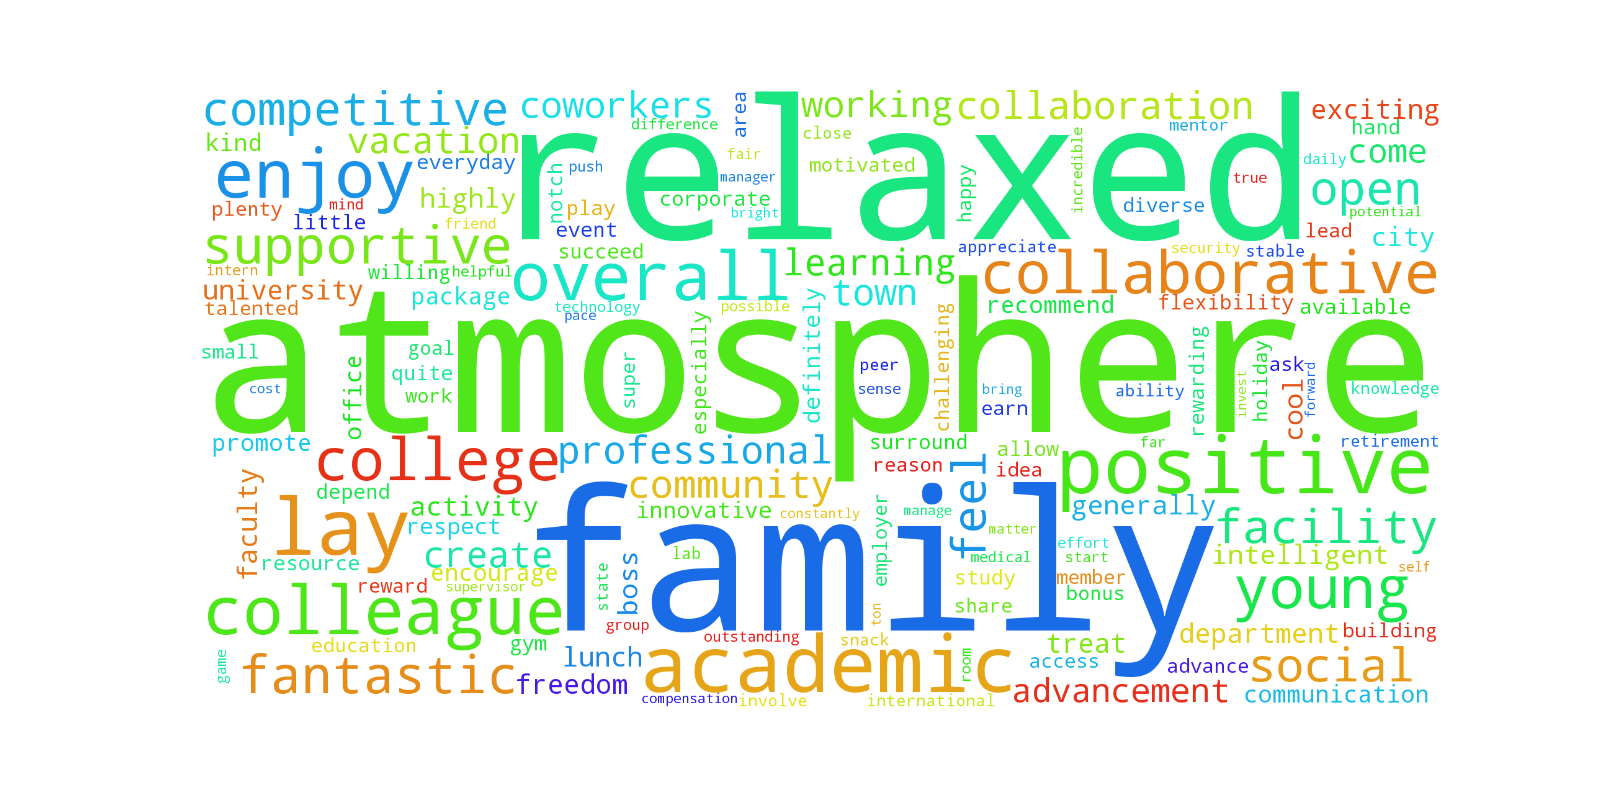 competitive coworkers area relaxed working collaboration exciting
kind vacation difference close mentor hand
enjoy everyday push fair motivated incredible daily come
plenty mind highly notch play corporate manager happy diverse true open
little friend event bright potential
supportive succeed appreciate security stable lead city
intern willing helpful overall learning collaborative
university package technology possible town recommend flexibility available
talented pace
atmosphere
small goal especially definitely challenging rewarding holiday ask
cost office quite super peer bring ability invest cool forward knowledge
work sense earn
promote college professional surround allow far positive retirement
reason idea
faculty depend community feel
lay activity innovative constantly employer manage generally facility
respect family matter
resource create lab medical effort start intelligent
encourage state boss study member self
reward supervisor bonus young
colleague group ton share
education gym outstanding snack treat department building
game fantastic lunch academic room access advance social
freedom compensation involve international advancement communication